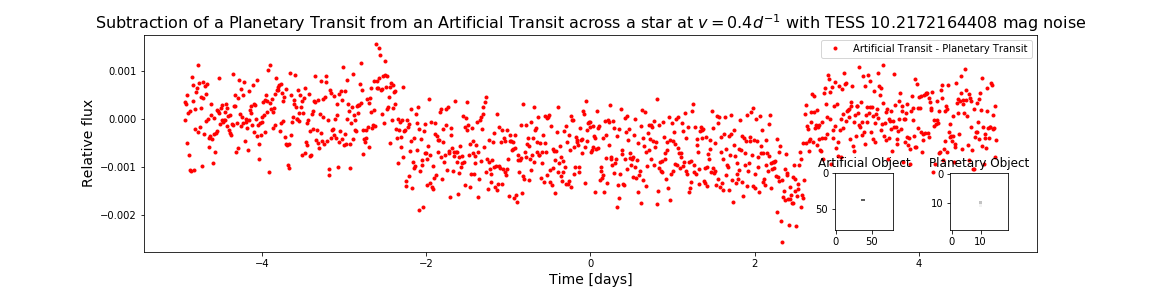 Subtraction of a Planetary Transit from an Artificial Transit across a star at v = 0.4d⁻¹ with TESS 10.2172164408 mag noise
Artificial Transit - Planetary Transit
Relative flux
0.001
0.000
−0.001
−0.002
Artificial Object
Planetary Object
0
50
0
50
0
10
0
10
−4
−2
0
2
4
Time [days]